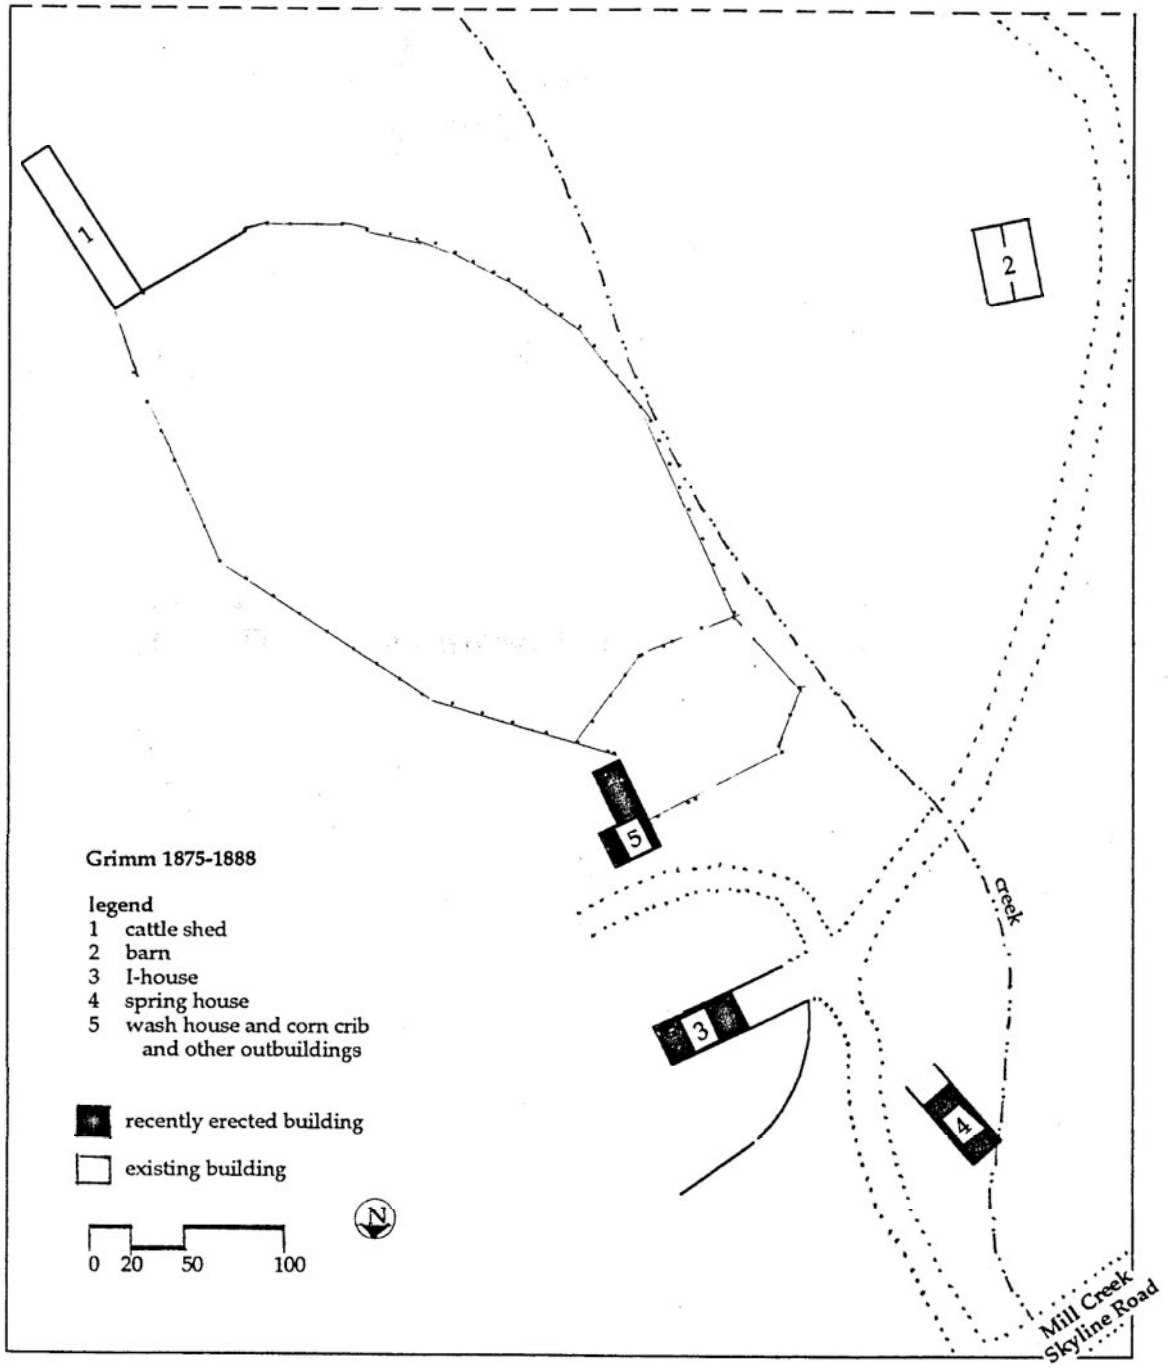 1
2
5
creek
3
4
Grimm 1875-1888
legend
1 cattle shed
2 barn
3 I-house
4 spring house
5 wash house and corn crib
and other outbuildings
recently erected building
existing building
N
0 20 50 100
Mill Creek
Skyline Road